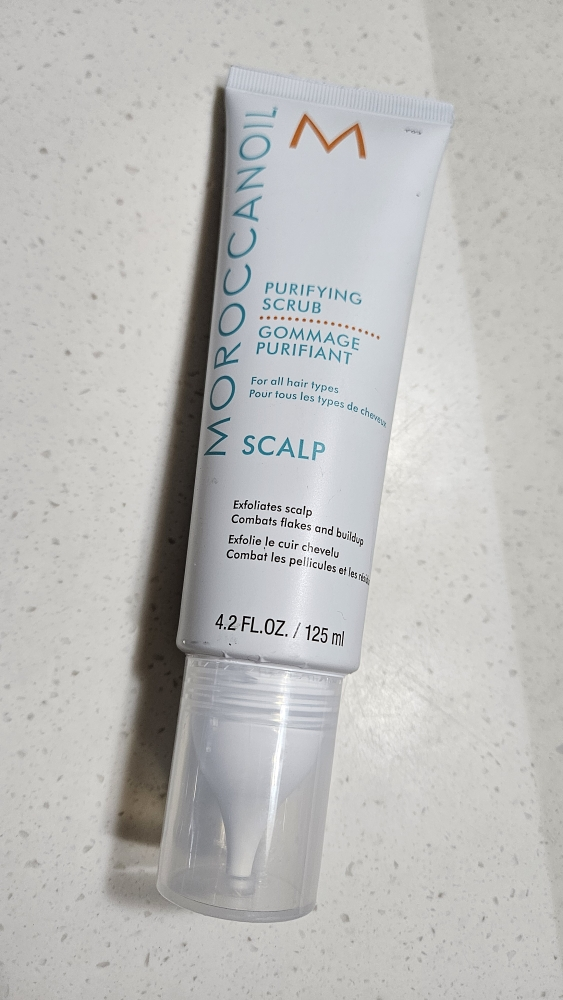 M
MOROCCANOIL
PURIFYING
SCRUB
GOMMAGE
PURIFIANT
For all hair types
Pour tous les types de cheveux
SCALP
Exfoliates scalp
Combats flakes and buildup
Exfolie le cuir chevelu
Combat les pellicules et les
4.2 FL.OZ. / 125 ml